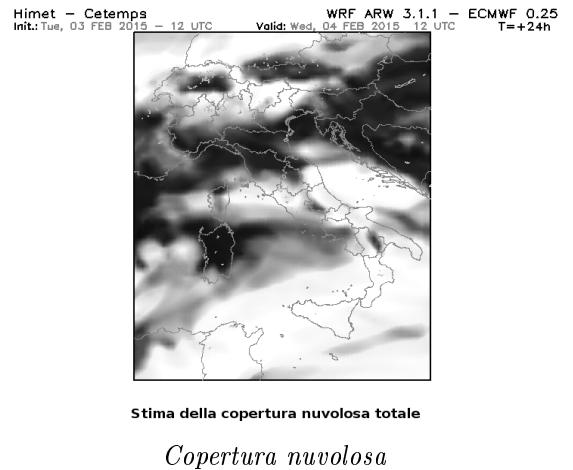 Himet – Cetemps WRF ARW 3.1.1 – ECMWF 0.25
Init.: Tue, 03 FEB 2015 – 12 UTC Valid: Wed, 04 FEB 2015 12 UTC T=+24h
Stima della copertura nuvolosa totale
Copertura nuvolosa